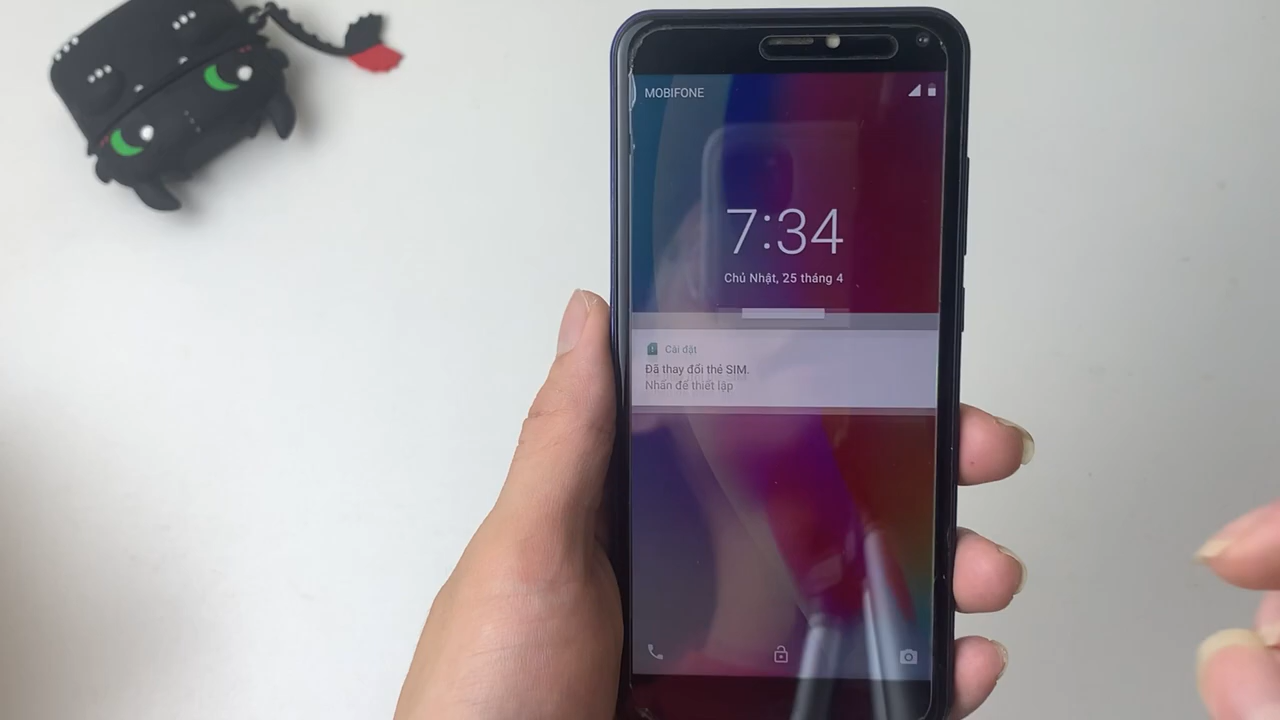 MOBIFONE
7:34
Chủ Nhật, 25 tháng 4
Cài đặt
Đã thay đổi thẻ SIM.
Nhấn để thiết lập